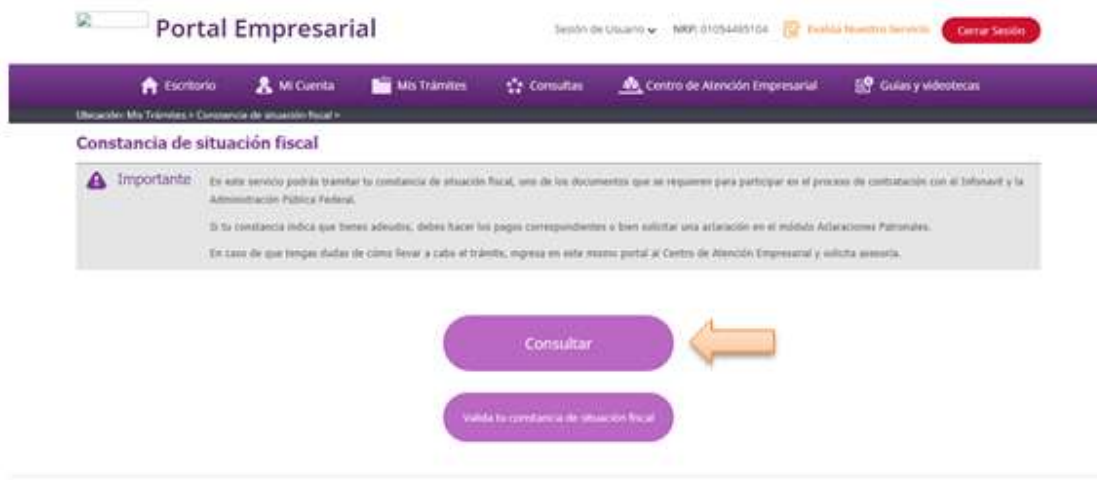 Portal Empresarial
Sesión de Usuario NRP: 01054485104 Evalúa Nuestro Servicio Cerrar Sesión
Escritorio Mi Cuenta Mis Trámites Consultas Centro de Atención Empresarial Guías y videotecas
Ubicación: Mis Trámites > Constancia de situación fiscal >
Constancia de situación fiscal
Importante
En este servicio podrás tramitar tu constancia de situación fiscal, uno de los documentos que se requieren para participar en el proceso de contratación con el Infonavit y la
Administración Pública Federal.
Si tu constancia indica que tienes adeudos, debes hacer los pagos correspondientes o bien solicitar una aclaración en el módulo Aclaraciones Patronales.
En caso de que tengas dudas de cómo llevar a cabo el trámite, ingresa en este mismo portal al Centro de Atención Empresarial y solicita asesoría.
Consultar
Valida tu constancia de situación fiscal